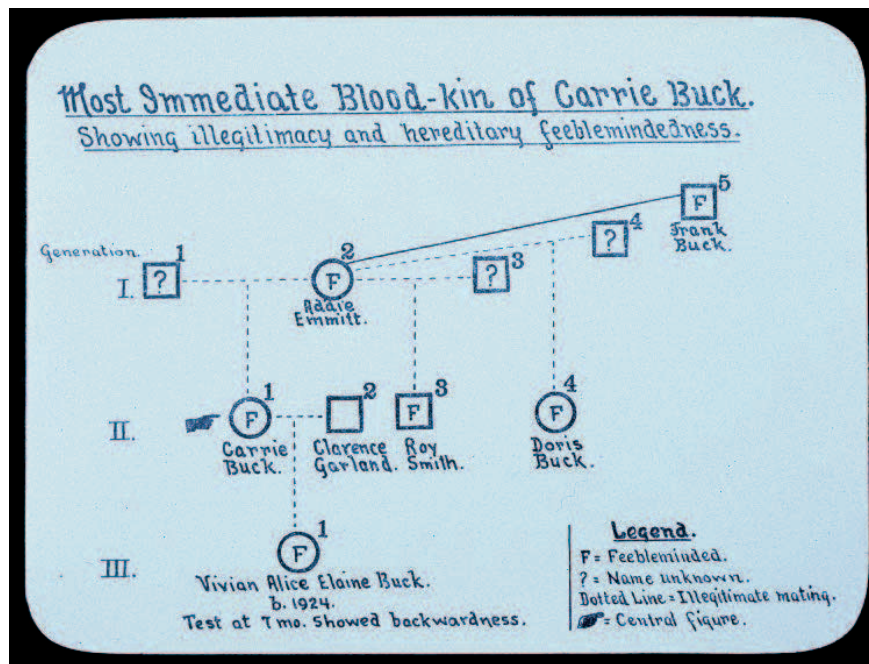 Most Immediate Blood-kin of Carrie Buck.
Showing illegitimacy and hereditary feeblemindedness.
Generation.
I.
1
?
2
F
Addie
Emmitt.
3
?
4
?
5
F
Frank
Buck.
II.
1
F
Carrie
Buck.
2
Clarence
Garland.
3
F
Roy
Smith.
4
F
Doris
Buck.
III.
1
F
Vivian Alice Elaine Buck.
b. 1924.
Test at 7 mo. Showed backwardness.
Legend.
F = Feebleminded.
? = Name unknown.
Dotted Line = Illegitimate mating.
= Central figure.